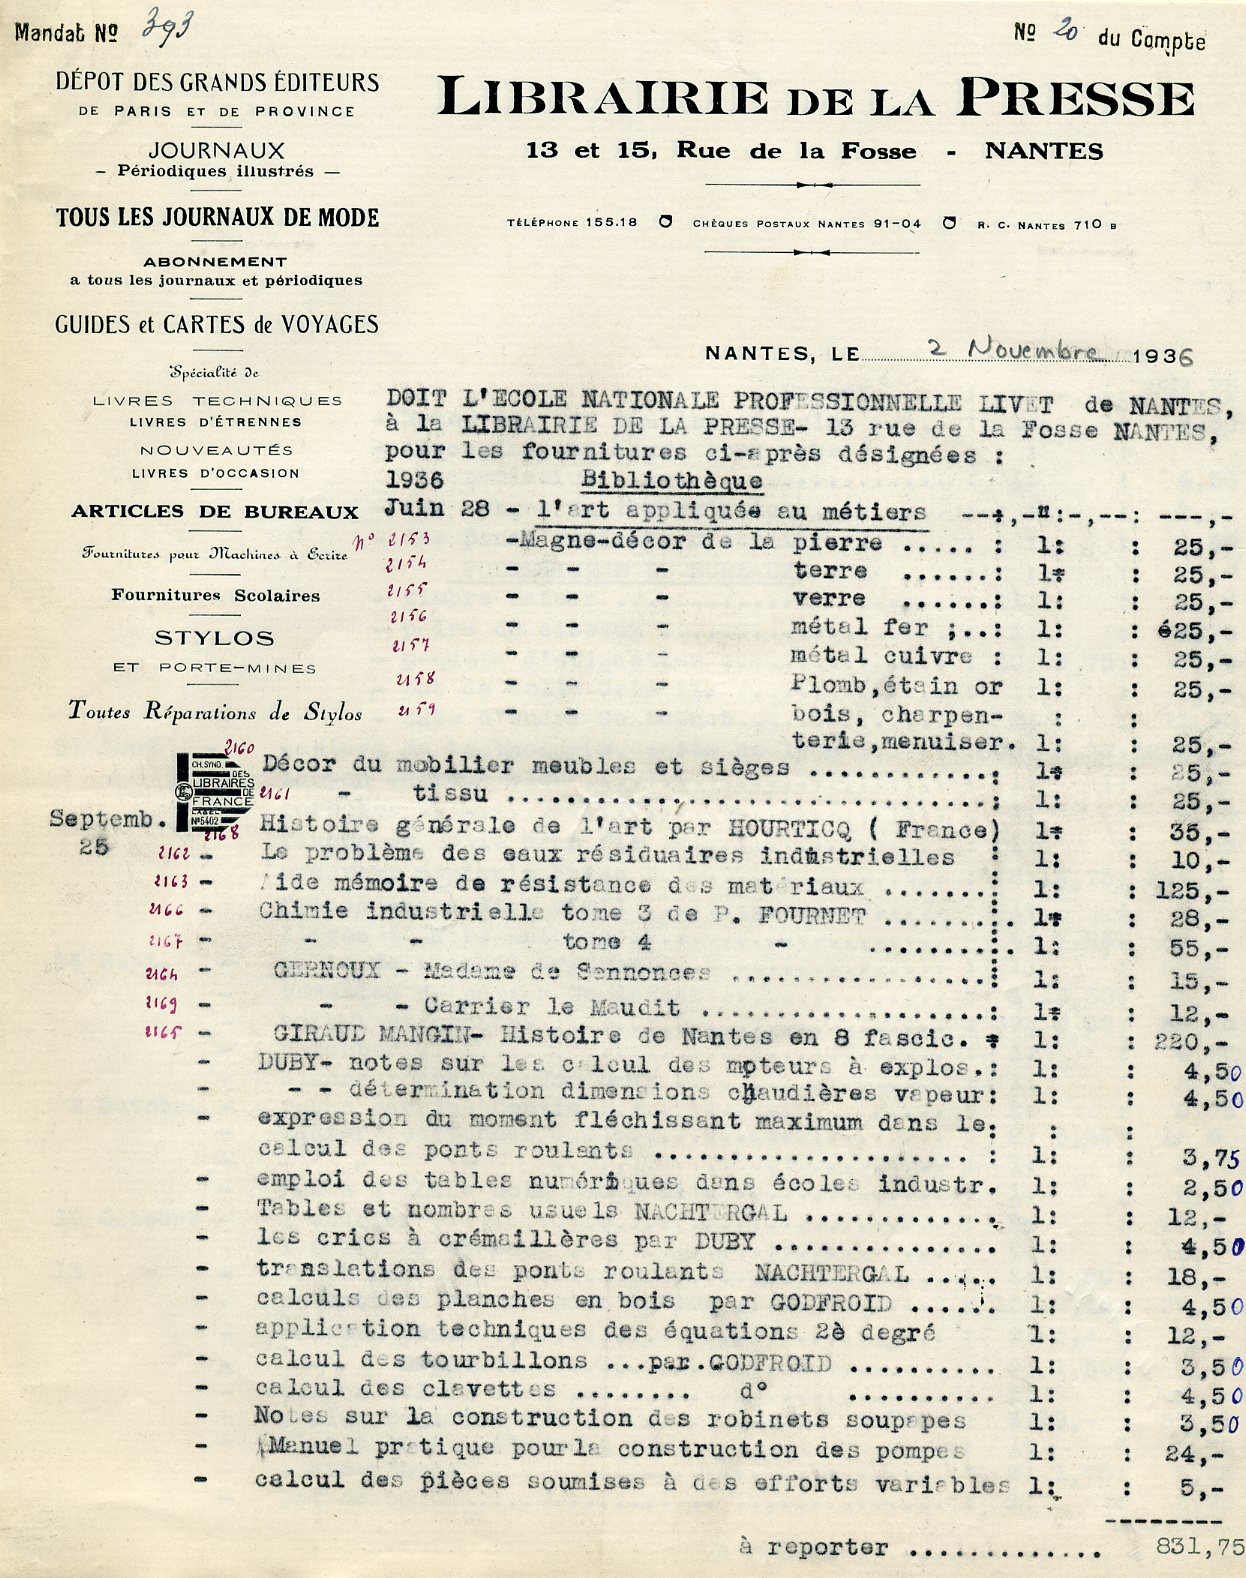 Mandat Nº 393
Nº 20 du Compte
DÉPOT DES GRANDS ÉDITEURS
DE PARIS ET DE PROVINCE
JOURNAUX
– Périodiques illustrés —
TOUS LES JOURNAUX DE MODE
ABONNEMENT
a tous les journaux et périodiques
GUIDES et CARTES de VOYAGES
Spécialité de
LIVRES TECHNIQUES
LIVRES D'ÉTRENNES
NOUVEAUTÉS
LIVRES D'OCCASION
ARTICLES DE BUREAUX
Fournitures pour Machines à Ecrire
Fournitures Scolaires
STYLOS
ET PORTE-MINES
Toutes Réparations de Stylos
CH. SYND.
DES
LIBRAIRES
DE
FRANCE
LABEL
Nº5402
LIBRAIRIE DE LA PRESSE
13 et 15, Rue de la Fosse - NANTES
TÉLÉPHONE 155.18 CHÈQUES POSTAUX NANTES 91-04 R. C. NANTES 710 B
NANTES, LE 2 Novembre 1936
DOIT L'ECOLE NATIONALE PROFESSIONNELLE LIVET de NANTES,
à la LIBRAIRIE DE LA PRESSE- 13 rue de la Fosse NANTES,
pour les fournitures ci-après désignées :
1936 Bibliothèque
Juin 28 - l'art appliquée au métiers
nº 2153 -Magne-décor de la pierre ..... : 1: : 25,-
2154 - - - terre ......: 1: : 25,-
2155 - - - verre ......: 1: : 25,-
2156 - - - métal fer ;..: 1: : é25,-
2157 - - - métal cuivre : 1: : 25,-
2158 - - - Plomb,étain or 1: : 25,-
2159 - - - bois, charpen- : :
terie,menuiser. 1: : 25,-
2160 Décor du mobilier meubles et sièges ............: 1: : 25,-
2161 - tissu ................................; 1: : 25,-
Septemb. 2168 Histoire générale de l'art par HOURTICQ ( France) 1: : 35,-
25 2162 - Le problème des eaux résiduaires industrielles : 1: : 10,-
2163 - Aide mémoire de résistance des matériaux .......: 1: : 125,-
2166 - Chimie industrielle tome 3 de P. FOURNET ........: 1: : 28,-
2167 - - - tome 4 - .........: 1: : 55,-
2164 - GERNOUX - Madame de Sennonces .................: 1: : 15,-
2169 - - - Carrier le Maudit ...................: 1: : 12,-
2165 - GIRAUD MANGIN- Histoire de Nantes en 8 fascic. : 1: : 220,-
- DUBY- notes sur les calcul des moteurs à explos.: 1: : 4,50
- - - détermination dimensions chaudières vapeur: 1: : 4,50
- expression du moment fléchissant maximum dans le: : :
calcul des ponts roulants ..................... : 1: : 3,75
- emploi des tables numériques dans écoles industr. 1: : 2,50
- Tables et nombres usuels NACHTERGAL ............. 1: : 12,-
- les crics à crémaillères par DUBY ............... 1: : 4,50
- translations des ponts roulants NACHTERGAL ..... 1: : 18,-
- calculs des planches en bois par GODFROID ...... 1: : 4,50
- application techniques des équations 2è degré 1: : 12,-
- calcul des tourbillons ...par.GODFROID .......... 1: : 3,50
- calcul des clavettes ........ d° .......... 1: : 4,50
- Notes sur la construction des robinets soupapes 1: : 3,50
- Manuel pratique pour la construction des pompes 1: : 24,-
- calcul des pièces soumises à des efforts variables 1: : 5,-
--------
à reporter ............. 831,75